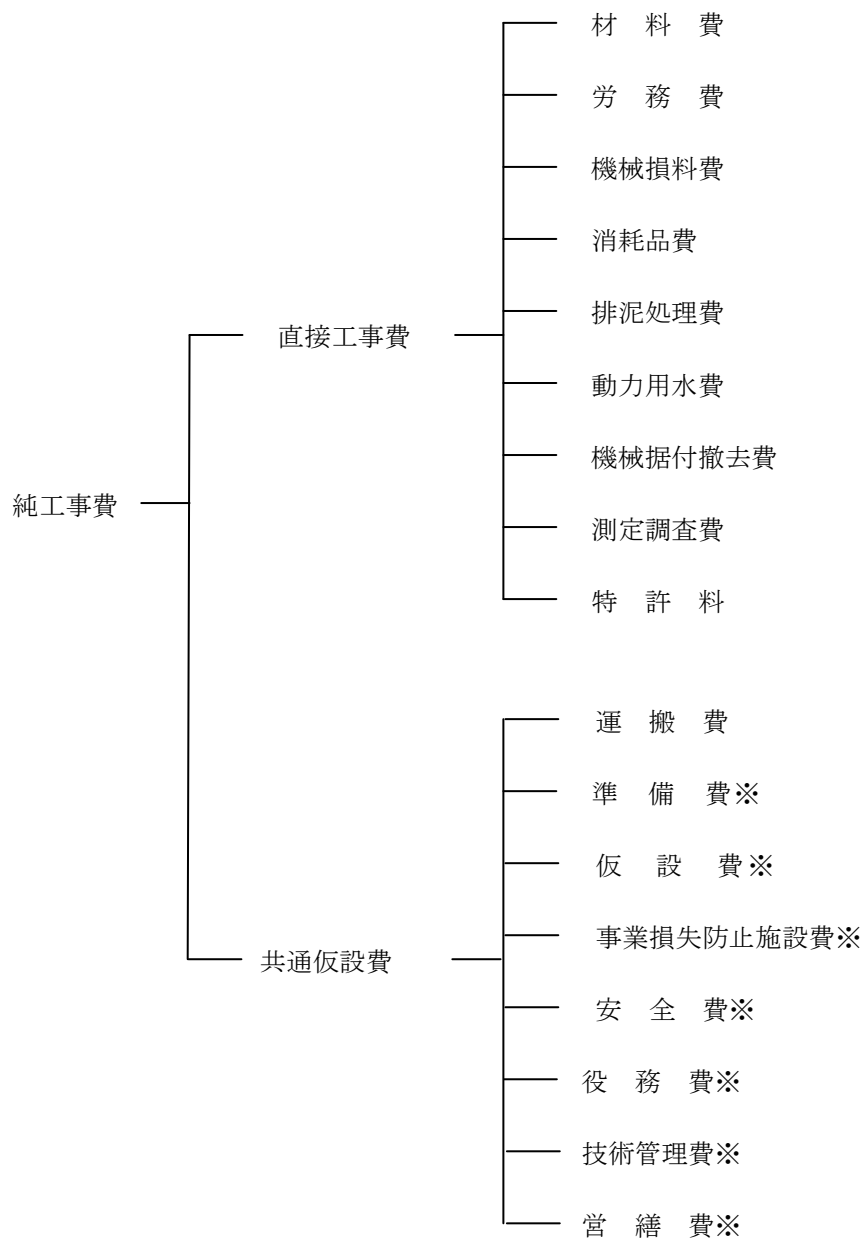 材　料　費
労　務　費
機械損料費
消耗品費
排泥処理費
直接工事費
動力用水費
機械据付撤去費
純工事費
測定調査費
特　許　料
運　搬　費
準　備　費※
仮　設　費※
事業損失防止施設費※
共通仮設費
安　全　費※
役　務　費※
技術管理費※
営　繕　費※